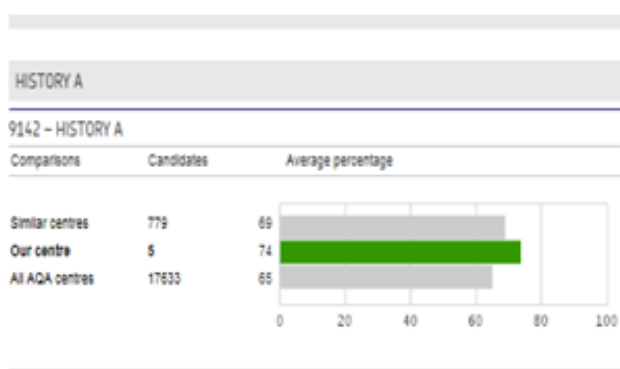 HISTORY A
9142 – HISTORY A
Comparisons Candidates Average percentage
Similar centres 779 69
Our centre 5 74
All AQA centres 17633 65
0 20 40 60 80 100